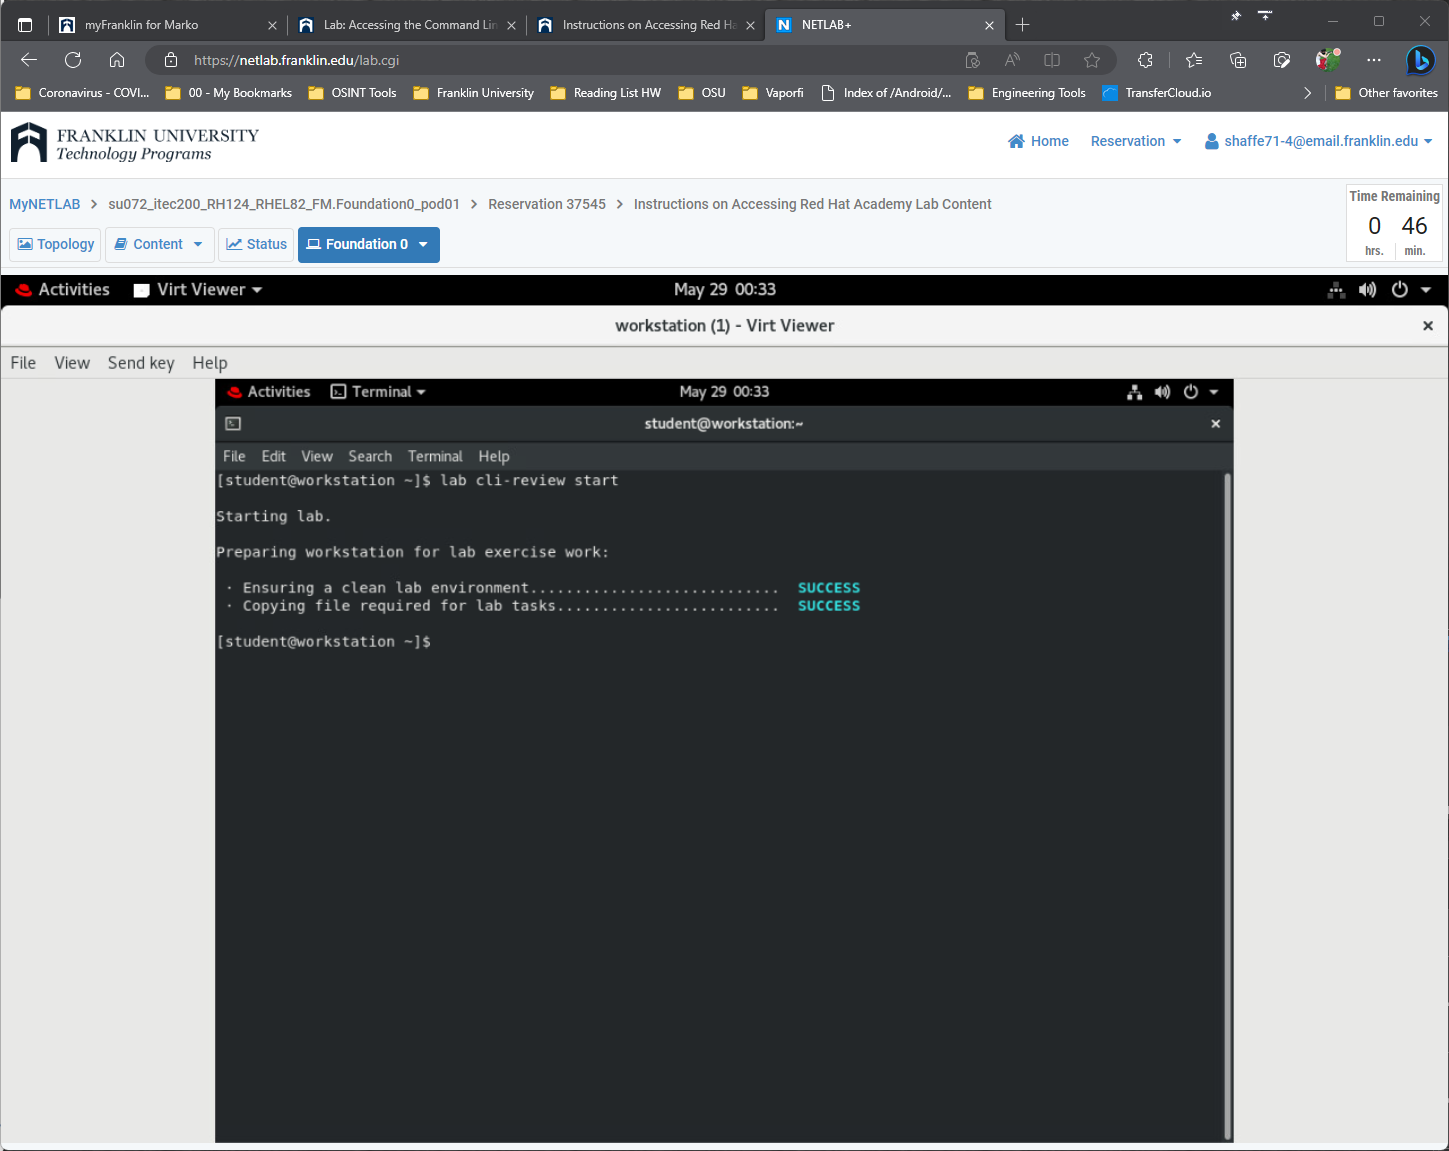 myFranklin for Marko
Lab: Accessing the Command Lin
Instructions on Accessing Red Ha
NETLAB+
https://netlab.franklin.edu/lab.cgi
Coronavirus - COVI...
00 - My Bookmarks
OSINT Tools
Franklin University
Reading List HW
OSU
Vaporfi
Index of /Android/...
Engineering Tools
TransferCloud.io
Other favorites
FRANKLIN UNIVERSITY
Technology Programs
Home
Reservation
shaffe71-4@email.franklin.edu
MyNETLAB > su072_itec200_RH124_RHEL82_FM.Foundation0_pod01 > Reservation 37545 > Instructions on Accessing Red Hat Academy Lab Content
Time Remaining
0 46
hrs. min.
Topology Content Status Foundation 0
Activities Virt Viewer May 29 00:33
workstation (1) - Virt Viewer
File View Send key Help
Activities Terminal May 29 00:33
student@workstation:~
File Edit View Search Terminal Help
[student@workstation ~]$ lab cli-review start
Starting lab.
Preparing workstation for lab exercise work:
· Ensuring a clean lab environment............................ SUCCESS
· Copying file required for lab tasks......................... SUCCESS
[student@workstation ~]$